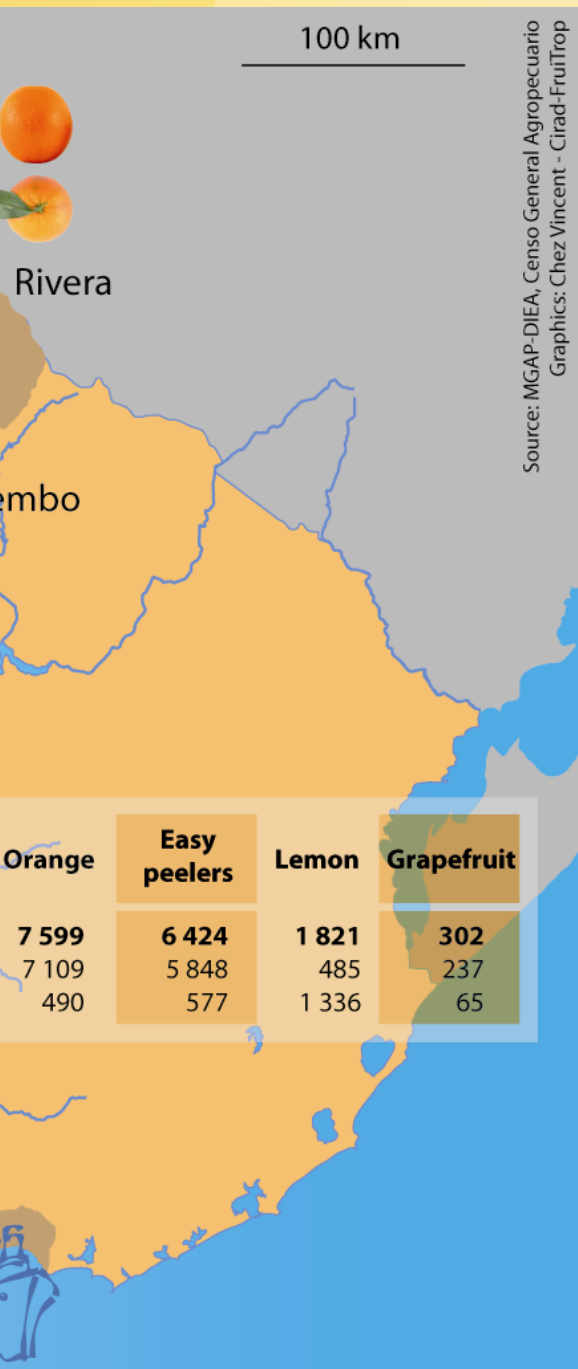 100 km
Source: MGAP-DIEA, Censo General Agropecuario
Graphics: Chez Vincent - Cirad-FruiTrop
Rivera
embo
Orange Easy peelers Lemon Grapefruit
7 599 6 424 1 821 302
7 109 5 848 485 237
490 577 1 336 65